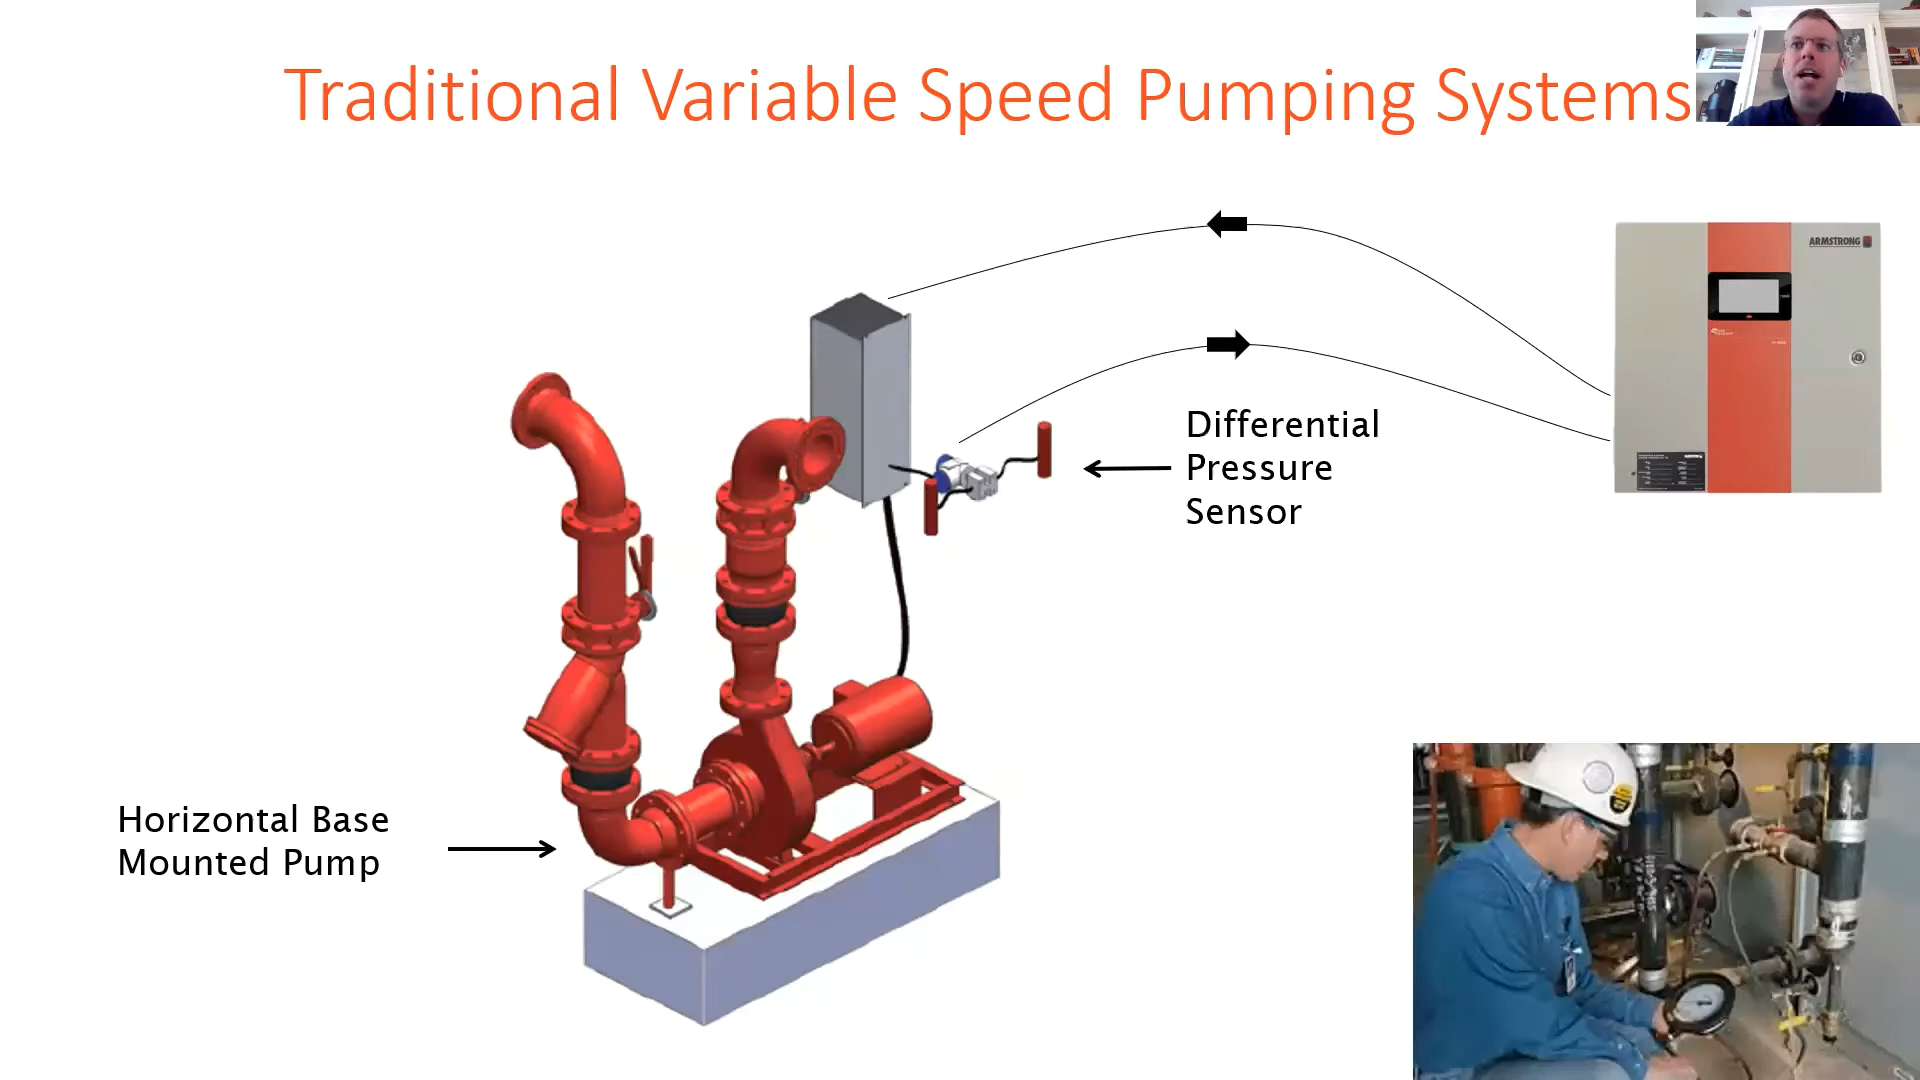 Traditional Variable Speed Pumping Systems
ARMSTRONG
Differential
Pressure
Sensor
Horizontal Base
Mounted Pump